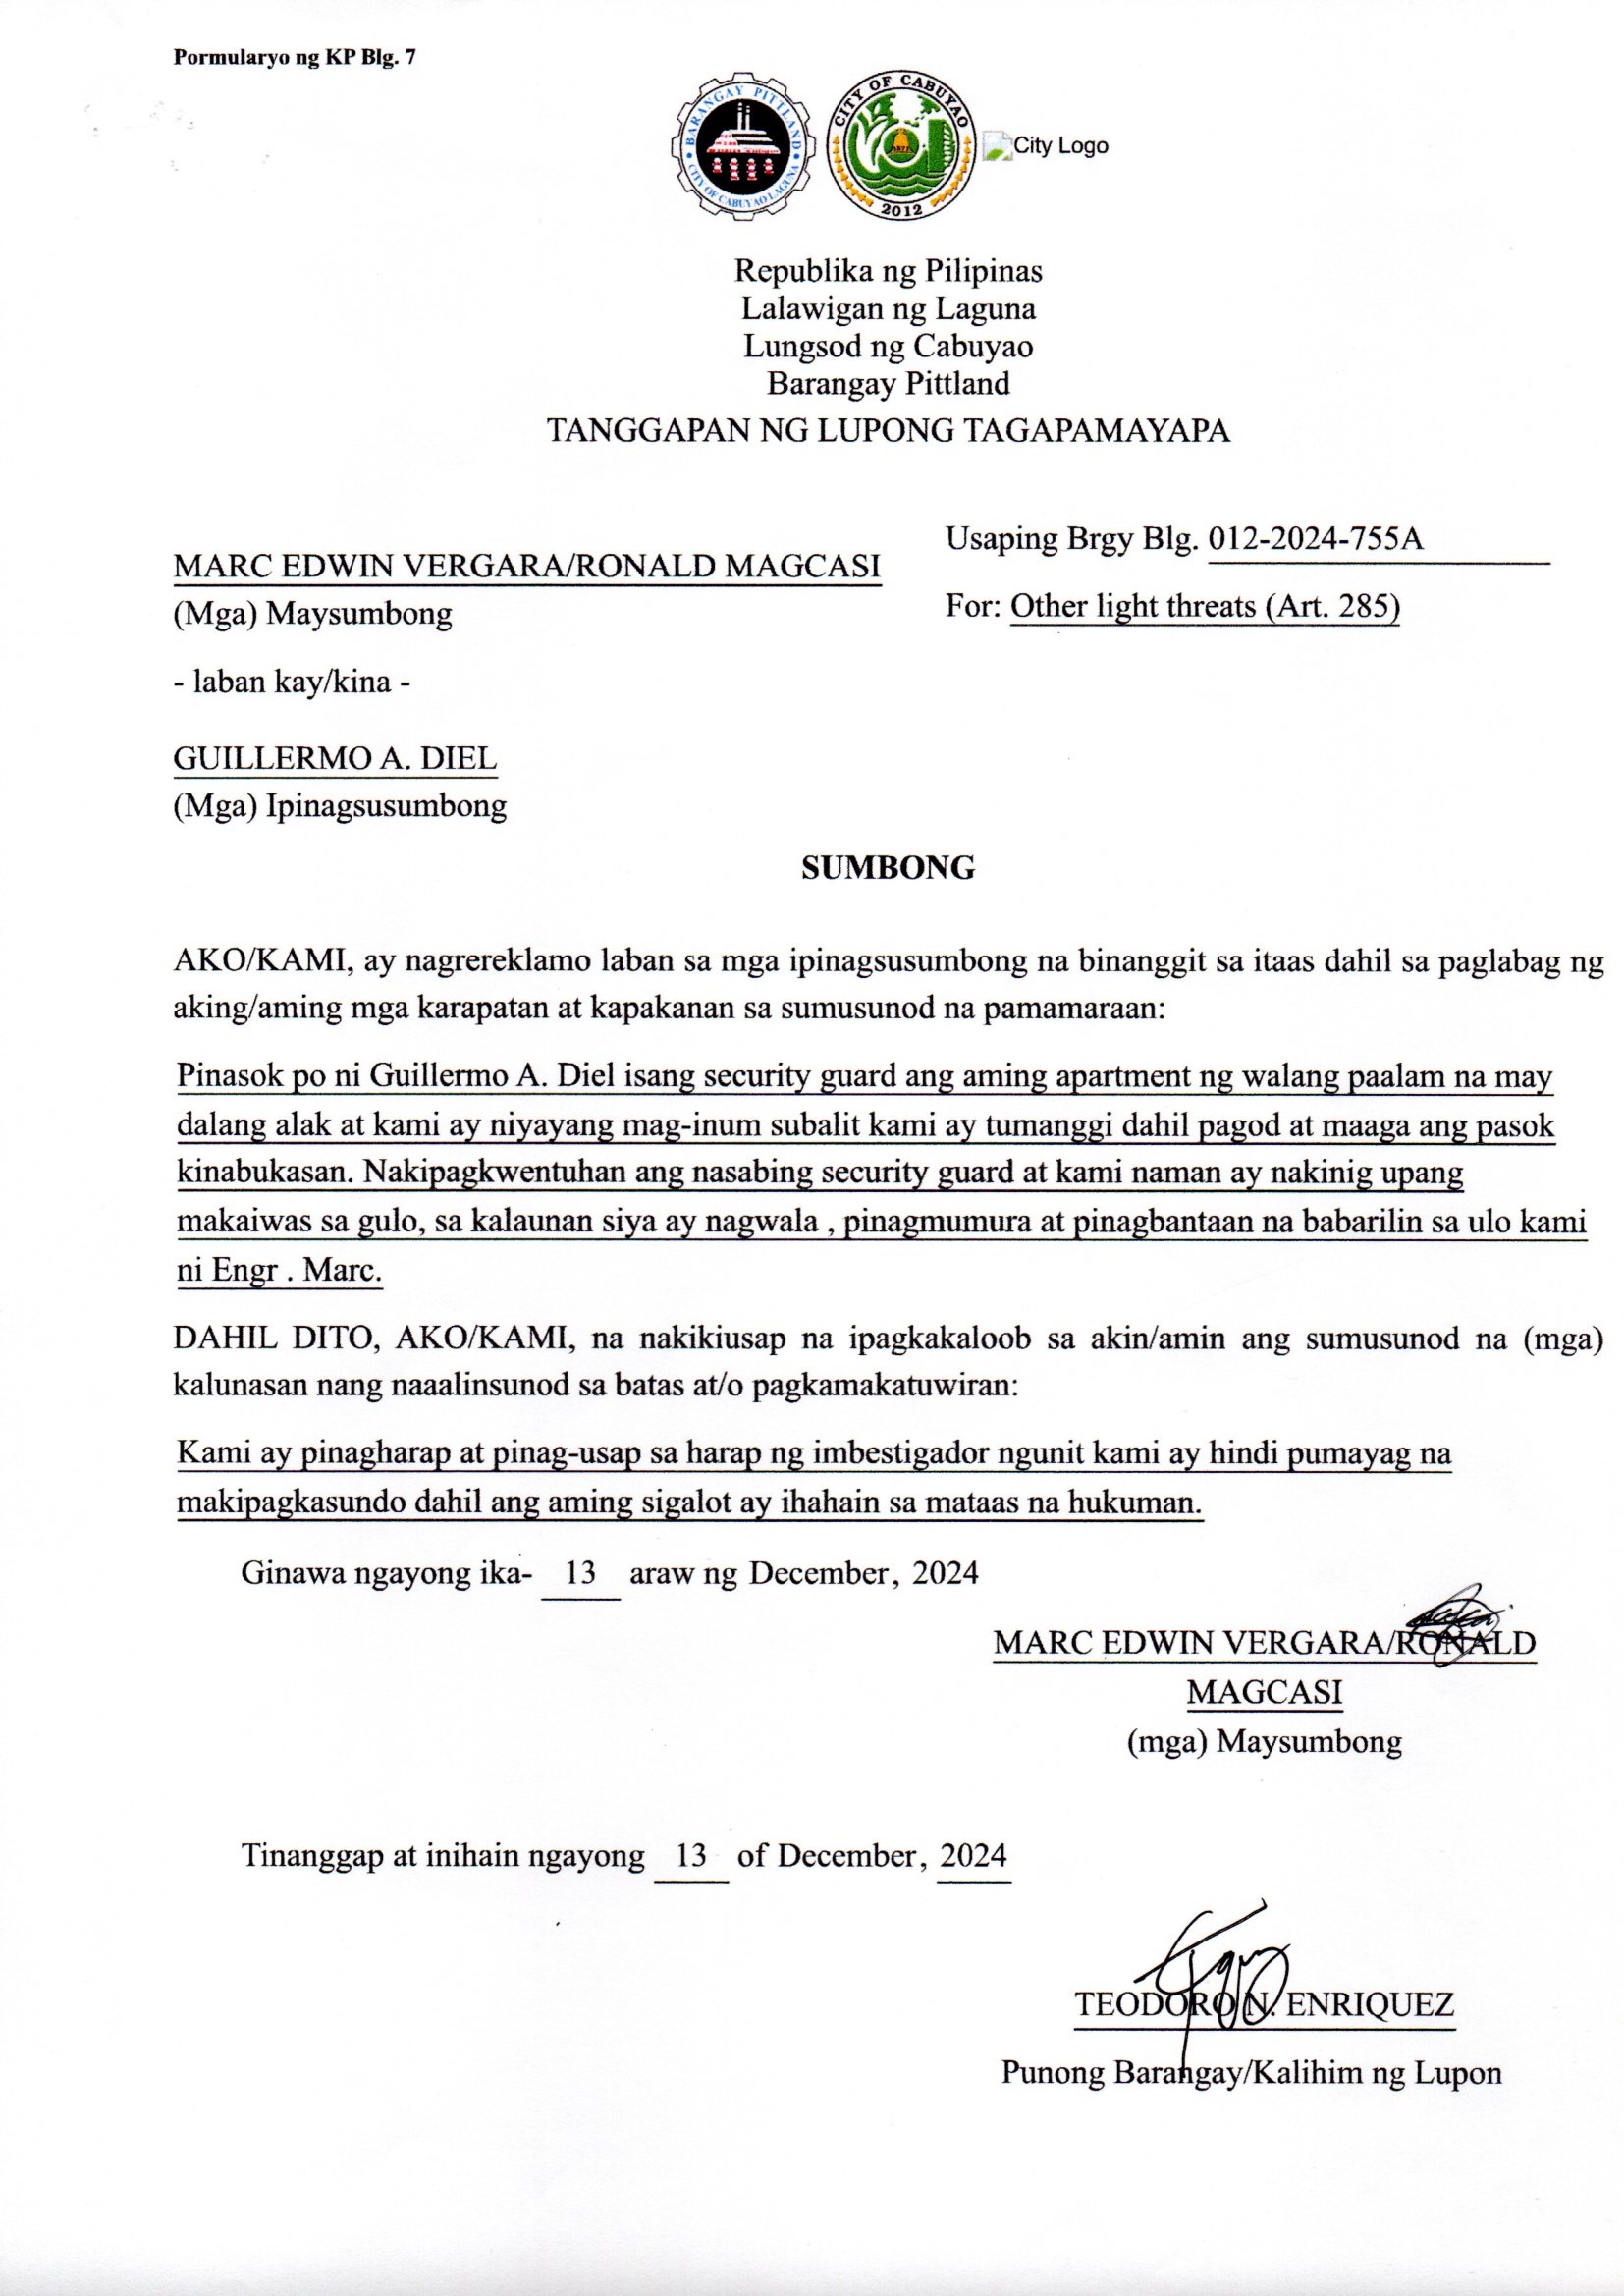 Pormularyo ng KP Blg. 7
BARANGAY PITTLAND
CITY OF CABUYAO LAGUNA
CITY OF CABUYAO
2012
City Logo
Republika ng Pilipinas
Lalawigan ng Laguna
Lungsod ng Cabuyao
Barangay Pittland
TANGGAPAN NG LUPONG TAGAPAMAYAPA
Usaping Brgy Blg. 012-2024-755A
MARC EDWIN VERGARA/RONALD MAGCASI
(Mga) Maysumbong
For: Other light threats (Art. 285)
- laban kay/kina -
GUILLERMO A. DIEL
(Mga) Ipinagsusumbong
SUMBONG
AKO/KAMI, ay nagrereklamo laban sa mga ipinagsusumbong na binanggit sa itaas dahil sa paglabag ng
aking/aming mga karapatan at kapakanan sa sumusunod na pamamaraan:
Pinasok po ni Guillermo A. Diel isang security guard ang aming apartment ng walang paalam na may
dalang alak at kami ay niyayang mag-inum subalit kami ay tumanggi dahil pagod at maaga ang pasok
kinabukasan. Nakipagkwentuhan ang nasabing security guard at kami naman ay nakinig upang
makaiwas sa gulo, sa kalaunan siya ay nagwala , pinagmumura at pinagbantaan na babarilin sa ulo kami
ni Engr . Marc.
DAHIL DITO, AKO/KAMI, na nakikiusap na ipagkakaloob sa akin/amin ang sumusunod na (mga)
kalunasan nang naaalinsunod sa batas at/o pagkamakatuwiran:
Kami ay pinagharap at pinag-usap sa harap ng imbestigador ngunit kami ay hindi pumayag na
makipagkasundo dahil ang aming sigalot ay ihahain sa mataas na hukuman.
Ginawa ngayong ika- 13 araw ng December, 2024
MARC EDWIN VERGARA/RONALD
MAGCASI
(mga) Maysumbong
Tinanggap at inihain ngayong 13 of December, 2024
TEODORO N. ENRIQUEZ
Punong Barangay/Kalihim ng Lupon